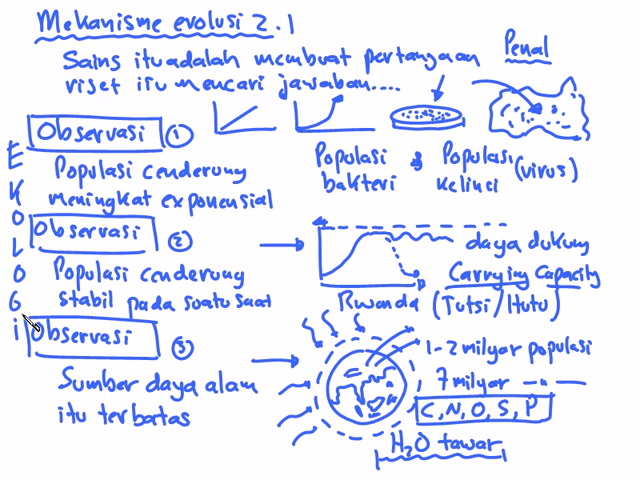 Mekanisme evolusi 2.1
Sains itu adalah membuat pertanyaan
riset itu mencari jawaban....
Penal
Observasi 1
Populasi cenderung
meningkat exponensial
Populasi
bakteri
&
Populasi
kelinci
(virus)
EKOLOGi
Observasi 2
Populasi cenderung
stabil pada suatu saat
daya dukung
Carrying Capacity
Rwanda (Tutsi/Hutu)
Observasi 3
Sumber daya alam
itu terbatas
1-2 milyar populasi
7 milyar —"—
C, N, O, S, P
H2O tawar